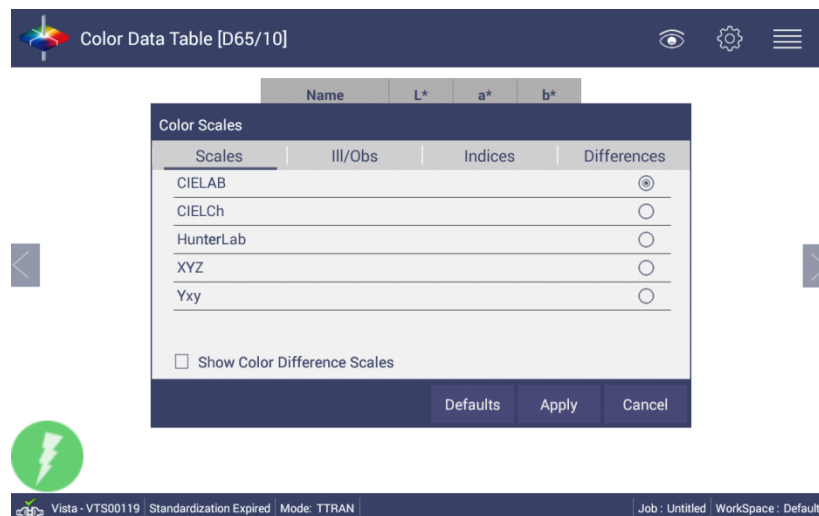 Color Data Table [D65/10]
Name L* a* b*
Color Scales
Scales Ill/Obs Indices Differences
CIELAB
CIELCh
HunterLab
XYZ
Yxy
Show Color Difference Scales
Defaults Apply Cancel
Vista - VTS00119 Standardization Expired Mode: TTRAN Job : Untitled WorkSpace : Default